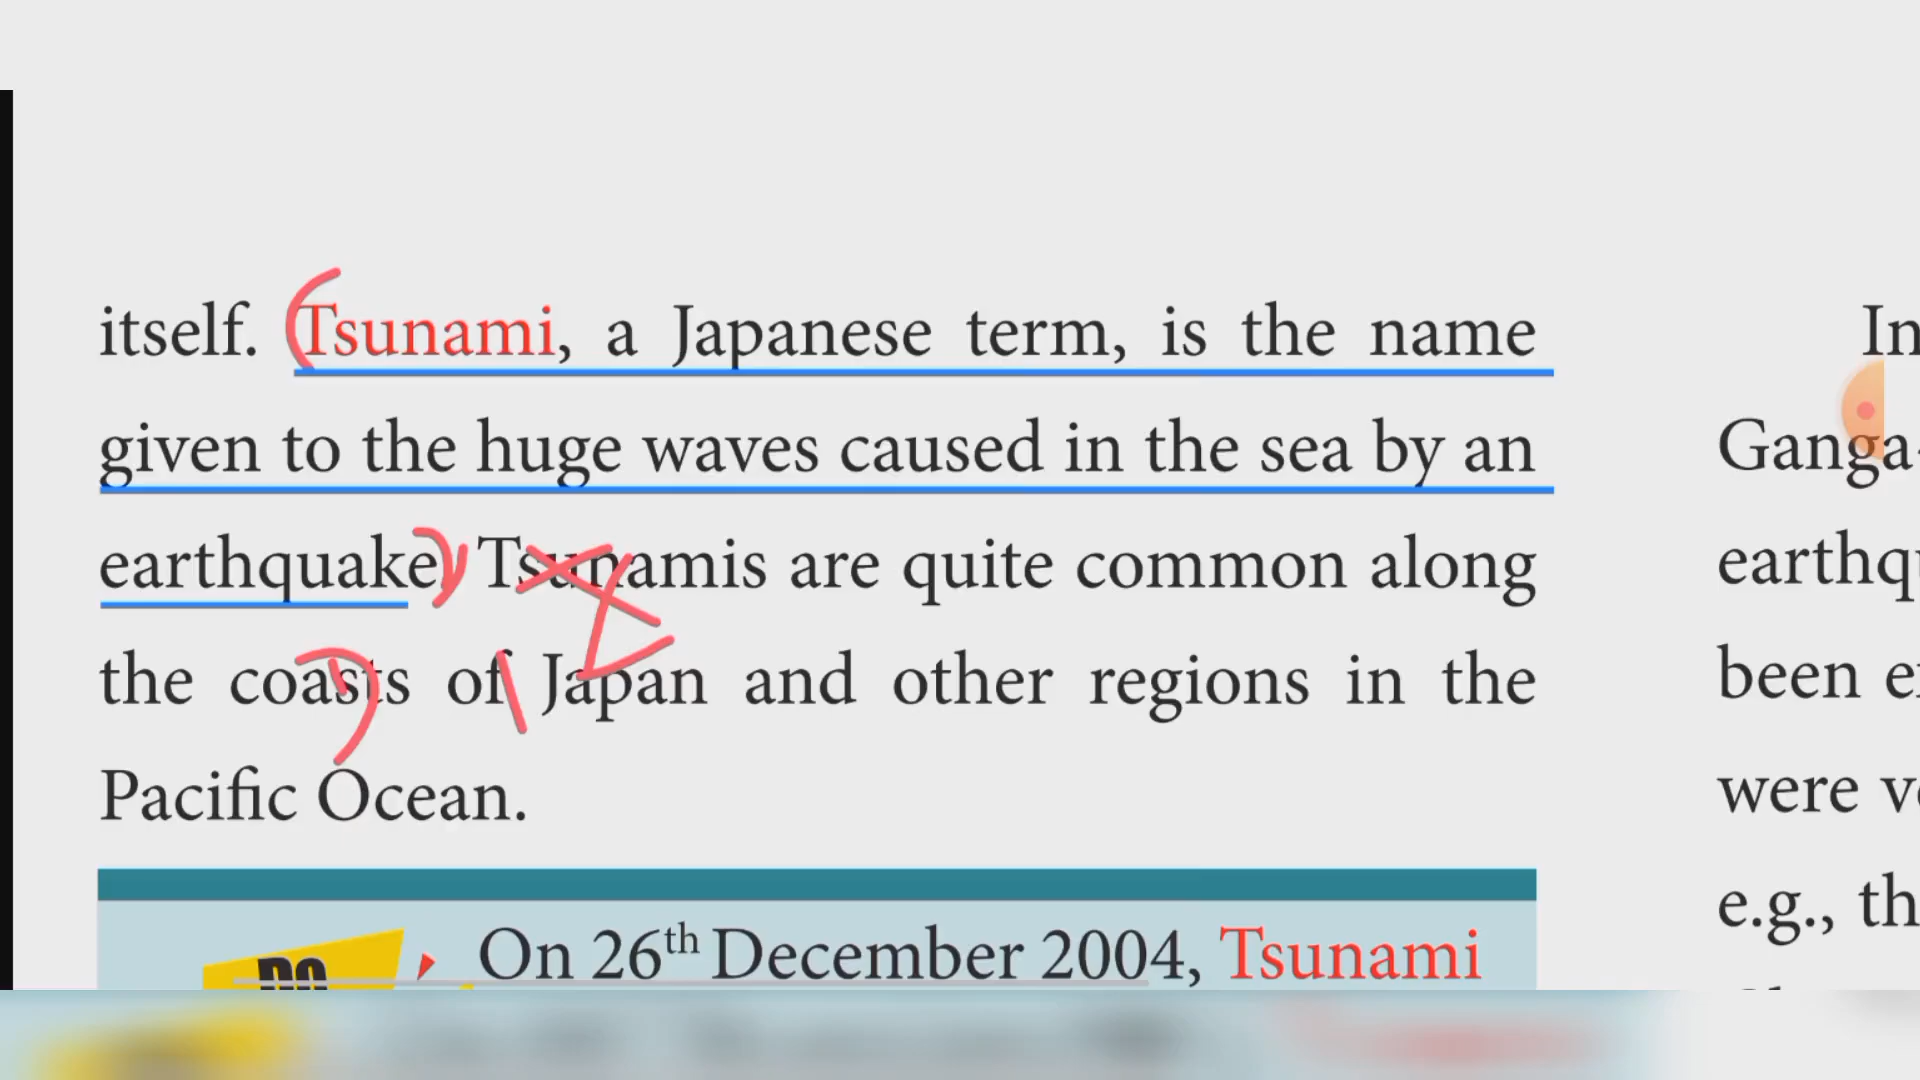 itself. Tsunami, a Japanese term, is the name
given to the huge waves caused in the sea by an
earthquake. Tsunamis are quite common along
the coasts of Japan and other regions in the
Pacific Ocean.
On 26th December 2004, Tsunami
In
Ganga-
earthqu
been e
were v
e.g., th